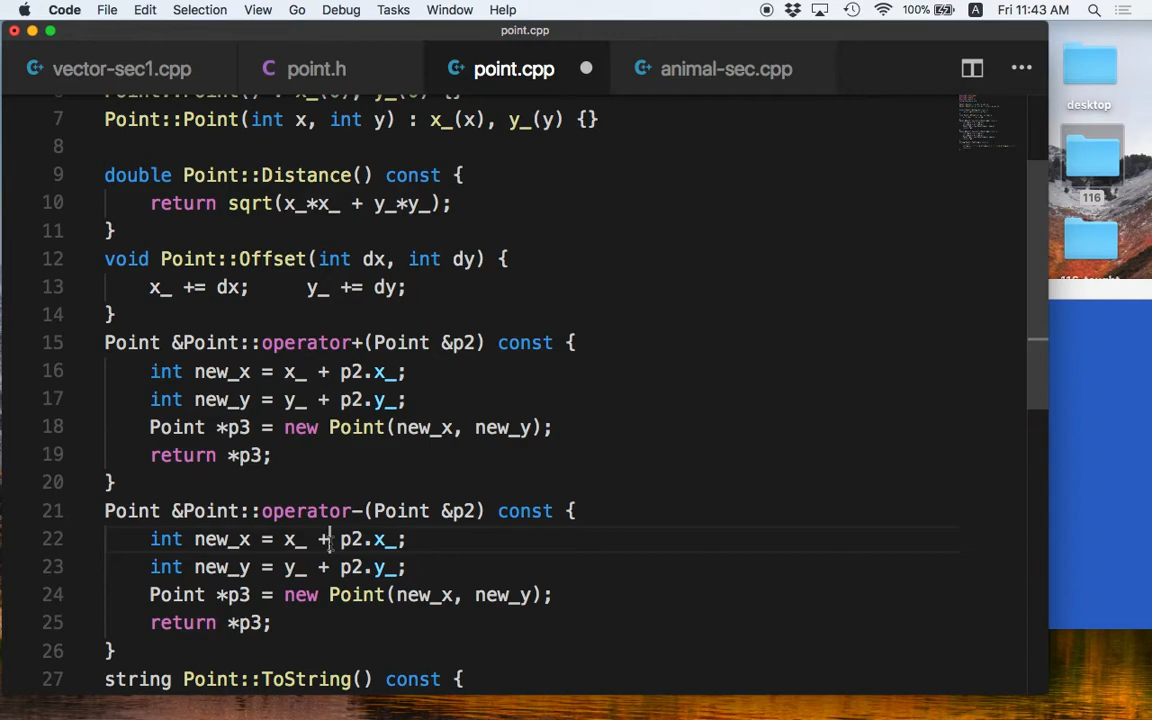 Code File Edit Selection View Go Debug Tasks Window Help 100% A Fri 11:43 AM
point.cpp
vector-sec1.cpp C point.h point.cpp animal-sec.cpp
desktop
7 Point::Point(int x, int y) : x_(x), y_(y) {}
8
9 double Point::Distance() const {
10 return sqrt(x_*x_ + y_*y_);
11 }
12 void Point::Offset(int dx, int dy) {
13 x_ += dx; y_ += dy;
14 }
15 Point &Point::operator+(Point &p2) const {
16 int new_x = x_ + p2.x_;
17 int new_y = y_ + p2.y_;
18 Point *p3 = new Point(new_x, new_y);
19 return *p3;
20 }
21 Point &Point::operator-(Point &p2) const {
22 int new_x = x_ + p2.x_;
23 int new_y = y_ + p2.y_;
24 Point *p3 = new Point(new_x, new_y);
25 return *p3;
26 }
27 string Point::ToString() const {
116